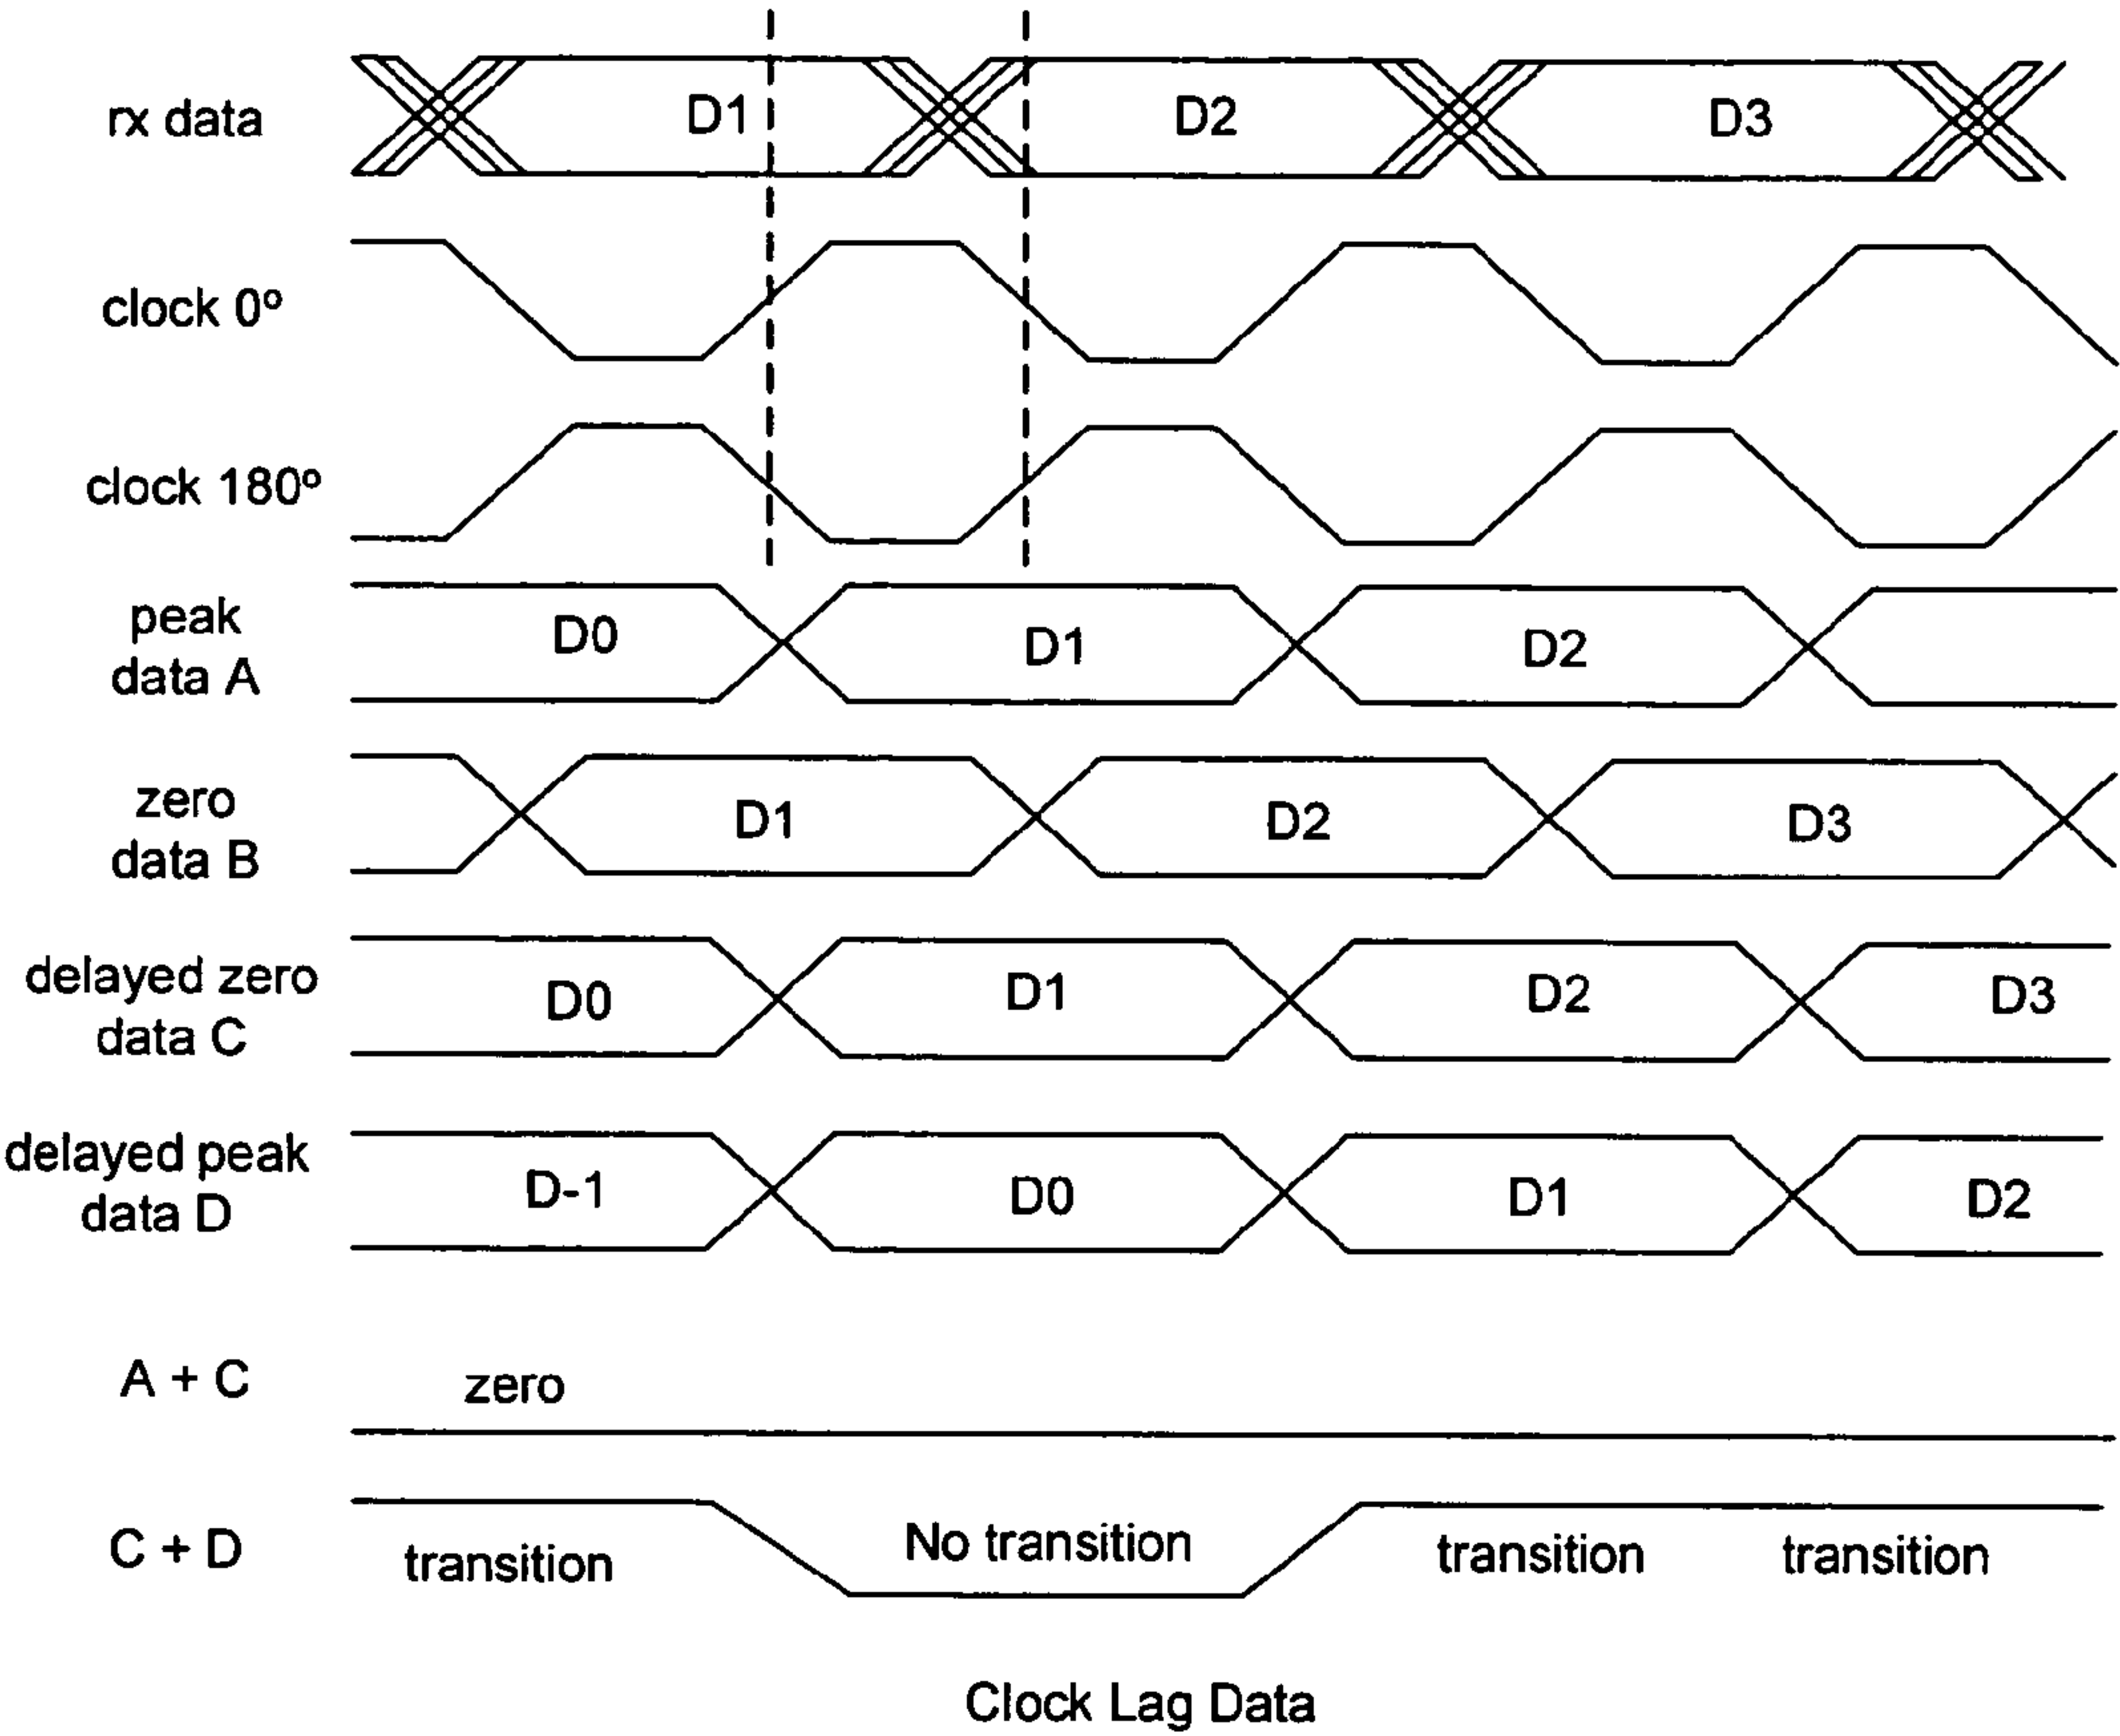 rx data
D1
D2
D3
clock 0º
clock 180º
peak
data A
D0
D1
D2
zero
data B
D1
D2
D3
delayed zero
data C
D0
D1
D2
D3
delayed peak
data D
D-1
D0
D1
D2
A + C
zero
C + D
transition
No transition
transition
transition
Clock Lag Data